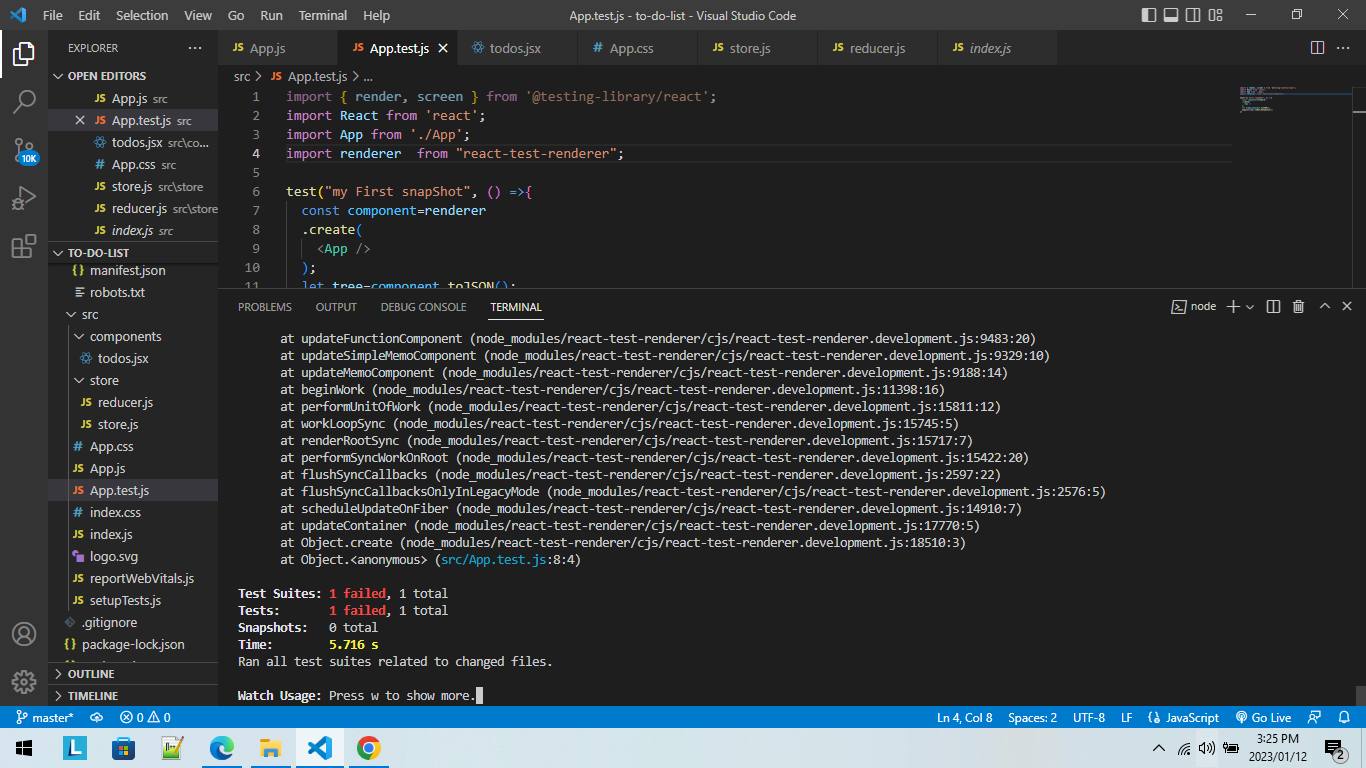 File Edit Selection View Go Run Terminal Help App.test.js - to-do-list - Visual Studio Code
EXPLORER
App.js App.test.js todos.jsx App.css store.js reducer.js index.js
OPEN EDITORS
App.js src
App.test.js src
todos.jsx src\co...
App.css src
store.js src\store
reducer.js src\store
index.js src
10K
TO-DO-LIST
manifest.json
robots.txt
src
components
todos.jsx
store
reducer.js
store.js
App.css
App.js
App.test.js
index.css
index.js
logo.svg
reportWebVitals.js
setupTests.js
.gitignore
package-lock.json
OUTLINE
TIMELINE
src > App.test.js > ...
1 import { render, screen } from '@testing-library/react';
2 import React from 'react';
3 import App from './App';
4 import renderer  from "react-test-renderer";
5
6 test("my First snapShot", () =>{
7 const component=renderer
8 .create(
9 <App />
10 );
11 let tree=component.toJSON();
PROBLEMS OUTPUT DEBUG CONSOLE TERMINAL node
at updateFunctionComponent (node_modules/react-test-renderer/cjs/react-test-renderer.development.js:9483:20)
at updateSimpleMemoComponent (node_modules/react-test-renderer/cjs/react-test-renderer.development.js:9329:10)
at updateMemoComponent (node_modules/react-test-renderer/cjs/react-test-renderer.development.js:9188:14)
at beginWork (node_modules/react-test-renderer/cjs/react-test-renderer.development.js:11398:16)
at performUnitOfWork (node_modules/react-test-renderer/cjs/react-test-renderer.development.js:15811:12)
at workLoopSync (node_modules/react-test-renderer/cjs/react-test-renderer.development.js:15745:5)
at renderRootSync (node_modules/react-test-renderer/cjs/react-test-renderer.development.js:15717:7)
at performSyncWorkOnRoot (node_modules/react-test-renderer/cjs/react-test-renderer.development.js:15422:20)
at flushSyncCallbacks (node_modules/react-test-renderer/cjs/react-test-renderer.development.js:2597:22)
at flushSyncCallbacksOnlyInLegacyMode (node_modules/react-test-renderer/cjs/react-test-renderer.development.js:2576:5)
at scheduleUpdateOnFiber (node_modules/react-test-renderer/cjs/react-test-renderer.development.js:14910:7)
at updateContainer (node_modules/react-test-renderer/cjs/react-test-renderer.development.js:17770:5)
at Object.create (node_modules/react-test-renderer/cjs/react-test-renderer.development.js:18510:3)
at Object.<anonymous> (src/App.test.js:8:4)
Test Suites: 1 failed, 1 total
Tests: 1 failed, 1 total
Snapshots: 0 total
Time: 5.716 s
Ran all test suites related to changed files.
Watch Usage: Press w to show more.
master* 0 0 Ln 4, Col 8 Spaces: 2 UTF-8 LF JavaScript Go Live
3:25 PM
2023/01/12
2